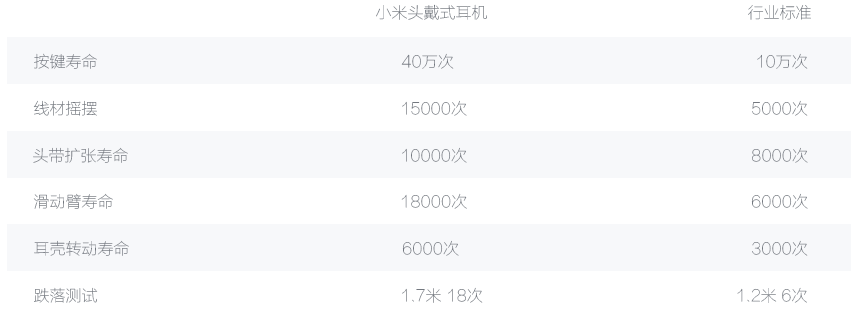 小米头戴式耳机 行业标准
按键寿命 40万次 10万次
线材摇摆 15000次 5000次
头带扩张寿命 10000次 8000次
滑动臂寿命 18000次 6000次
耳壳转动寿命 6000次 3000次
跌落测试 1.7米 18次 1.2米 6次